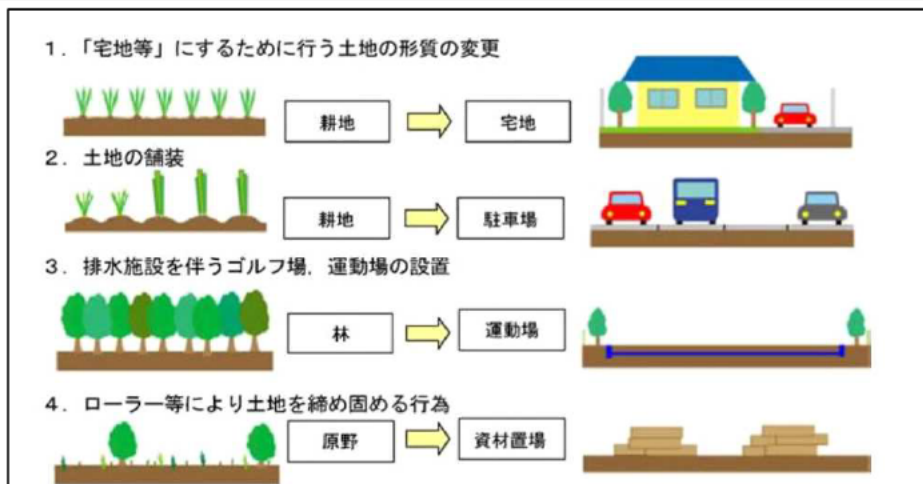 １．「宅地等」にするために行う土地の形質の変更
耕地
宅地
２．土地の舗装
耕地
駐車場
３．排水施設を伴うゴルフ場，運動場の設置
林
運動場
４．ローラー等により土地を締め固める行為
原野
資材置場